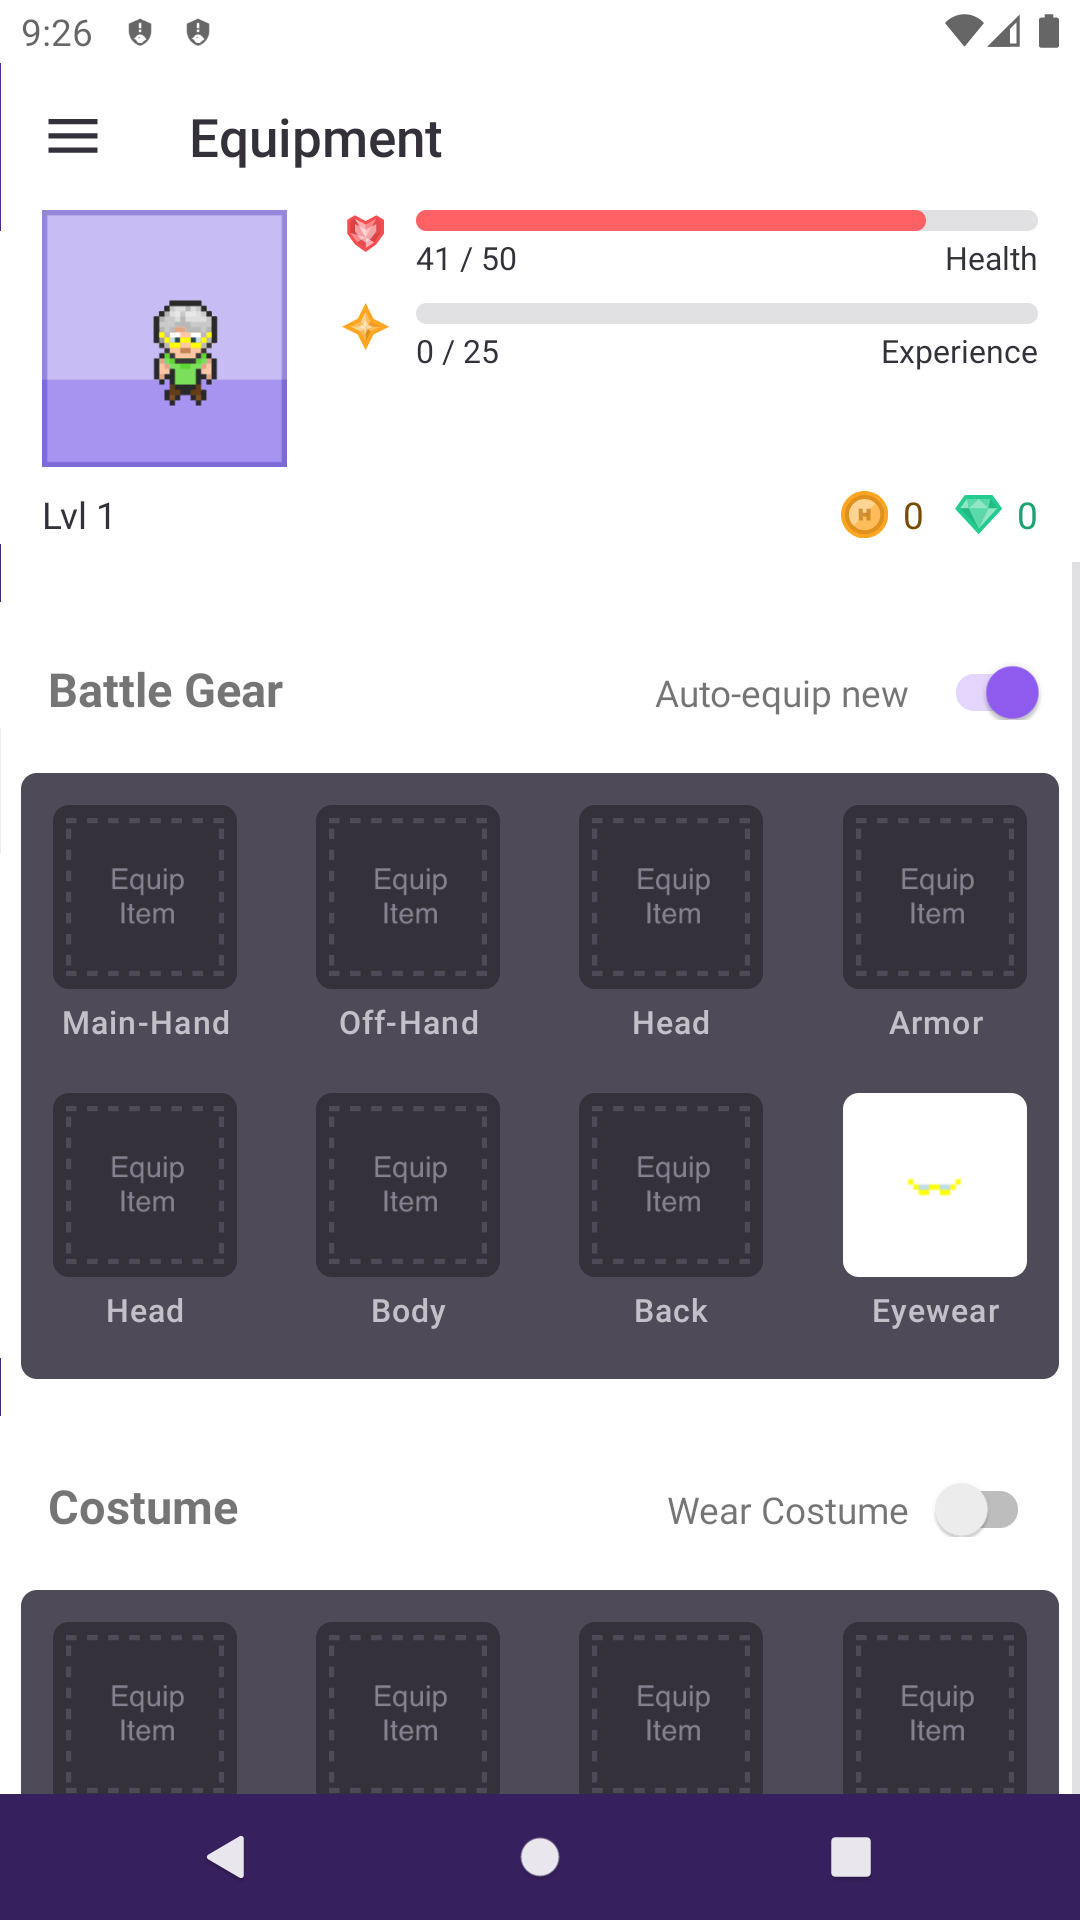 9:26
Equipment
41 / 50
Health
0 / 25
Experience
Lvl 1
0
0
Battle Gear
Auto-equip new
Equip
Item
Equip
Item
Equip
Item
Equip
Item
Main-Hand
Off-Hand
Head
Armor
Equip
Item
Equip
Item
Equip
Item
Head
Body
Back
Eyewear
Costume
Wear Costume
Equip
Item
Equip
Item
Equip
Item
Equip
Item